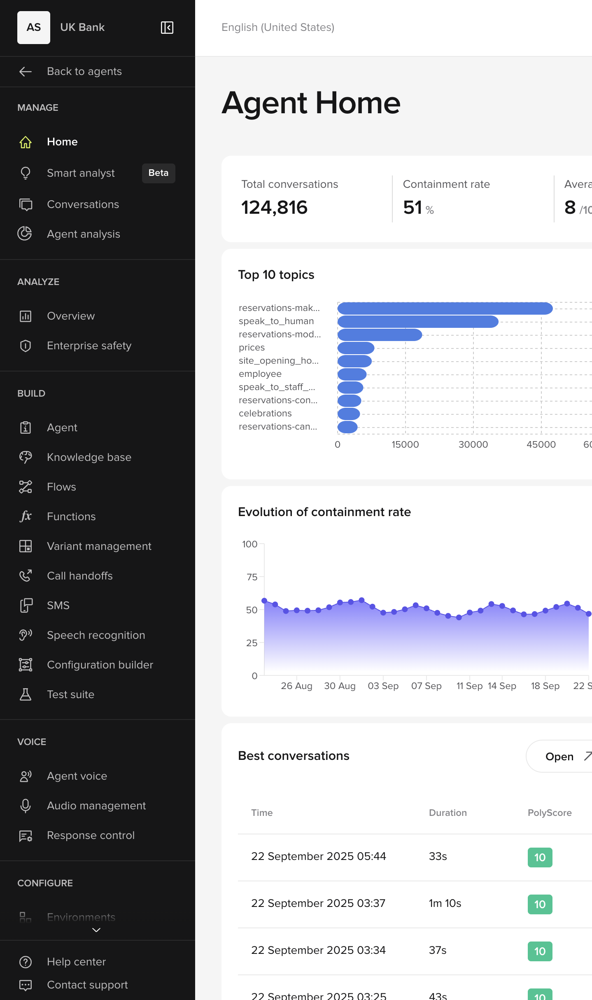 AS
UK Bank
Back to agents
MANAGE
Home
Smart analyst
Beta
Conversations
Agent analysis
ANALYZE
Overview
Enterprise safety
BUILD
Agent
Knowledge base
Flows
fx
Functions
Variant management
Call handoffs
SMS
Speech recognition
Configuration builder
Test suite
VOICE
Agent voice
Audio management
Response control
CONFIGURE
Environments
Help center
Contact support
English (United States)
Agent Home
Total conversations
124,816
Containment rate
51 %
8
Top 10 topics
reservations-mak...
speak_to_human
reservations-mod...
prices
site_opening_ho...
employee
speak_to_staff_...
reservations-con...
celebrations
reservations-can...
0 15000 30000 45000
Evolution of containment rate
100
75
50
25
0
26 Aug 30 Aug 03 Sep 07 Sep 11 Sep 14 Sep 18 Sep 22
Best conversations
Open
Time Duration PolyScore
22 September 2025 05:44 33s 10
22 September 2025 03:37 1m 10s 10
22 September 2025 03:34 37s 10
22 September 2025 03:25 43s 10